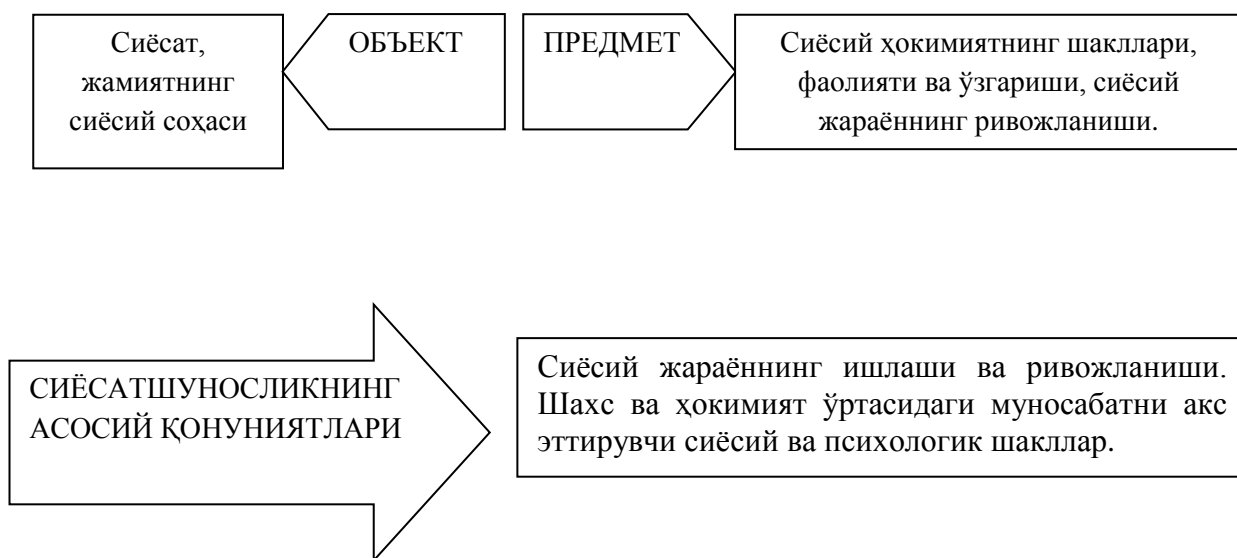 Сиёсат,
жамиятнинг
сиёсий соҳаси
ОБЪЕКТ
ПРЕДМЕТ
Сиёсий ҳокимиятнинг шакллари,
фаолияти ва ўзгариши, сиёсий
жараённинг ривожланиши.
СИЁСАТШУНОСЛИКНИНГ
АСОСИЙ ҚОНУНИЯТЛАРИ
Сиёсий жараённинг ишлаши ва ривожланиши.
Шахс ва ҳокимият ўртасидаги муносабатни акс
эттирувчи сиёсий ва психологик шакллар.